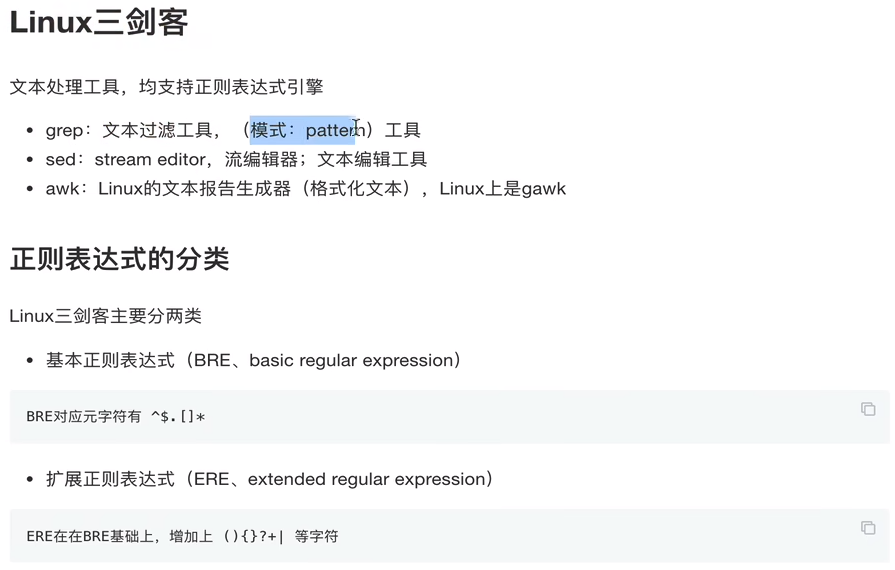 Linux三剑客
文本处理工具，均支持正则表达式引擎
• grep：文本过滤工具，（模式：pattern）工具
• sed：stream editor，流编辑器；文本编辑工具
• awk：Linux的文本报告生成器（格式化文本），Linux上是gawk
正则表达式的分类
Linux三剑客主要分两类
• 基本正则表达式（BRE、basic regular expression）
BRE对应元字符有 ^$.[]*
• 扩展正则表达式（ERE、extended regular expression）
ERE在在BRE基础上，增加上 (){}?+| 等字符